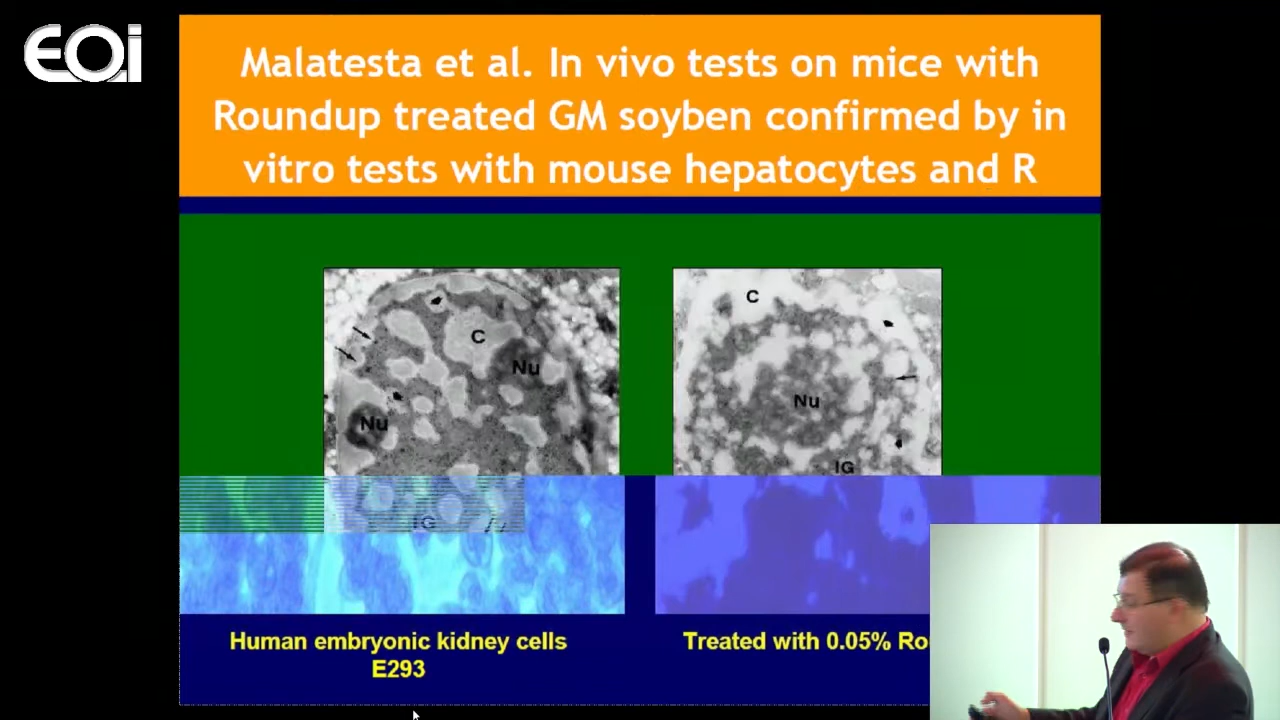 EOi
Malatesta et al. In vivo tests on mice with
Roundup treated GM soyben confirmed by in
vitro tests with mouse hepatocytes and R
C
Nu
Nu
C
Nu
IG
IG
Human embryonic kidney cells
E293
Treated with 0.05% Ro